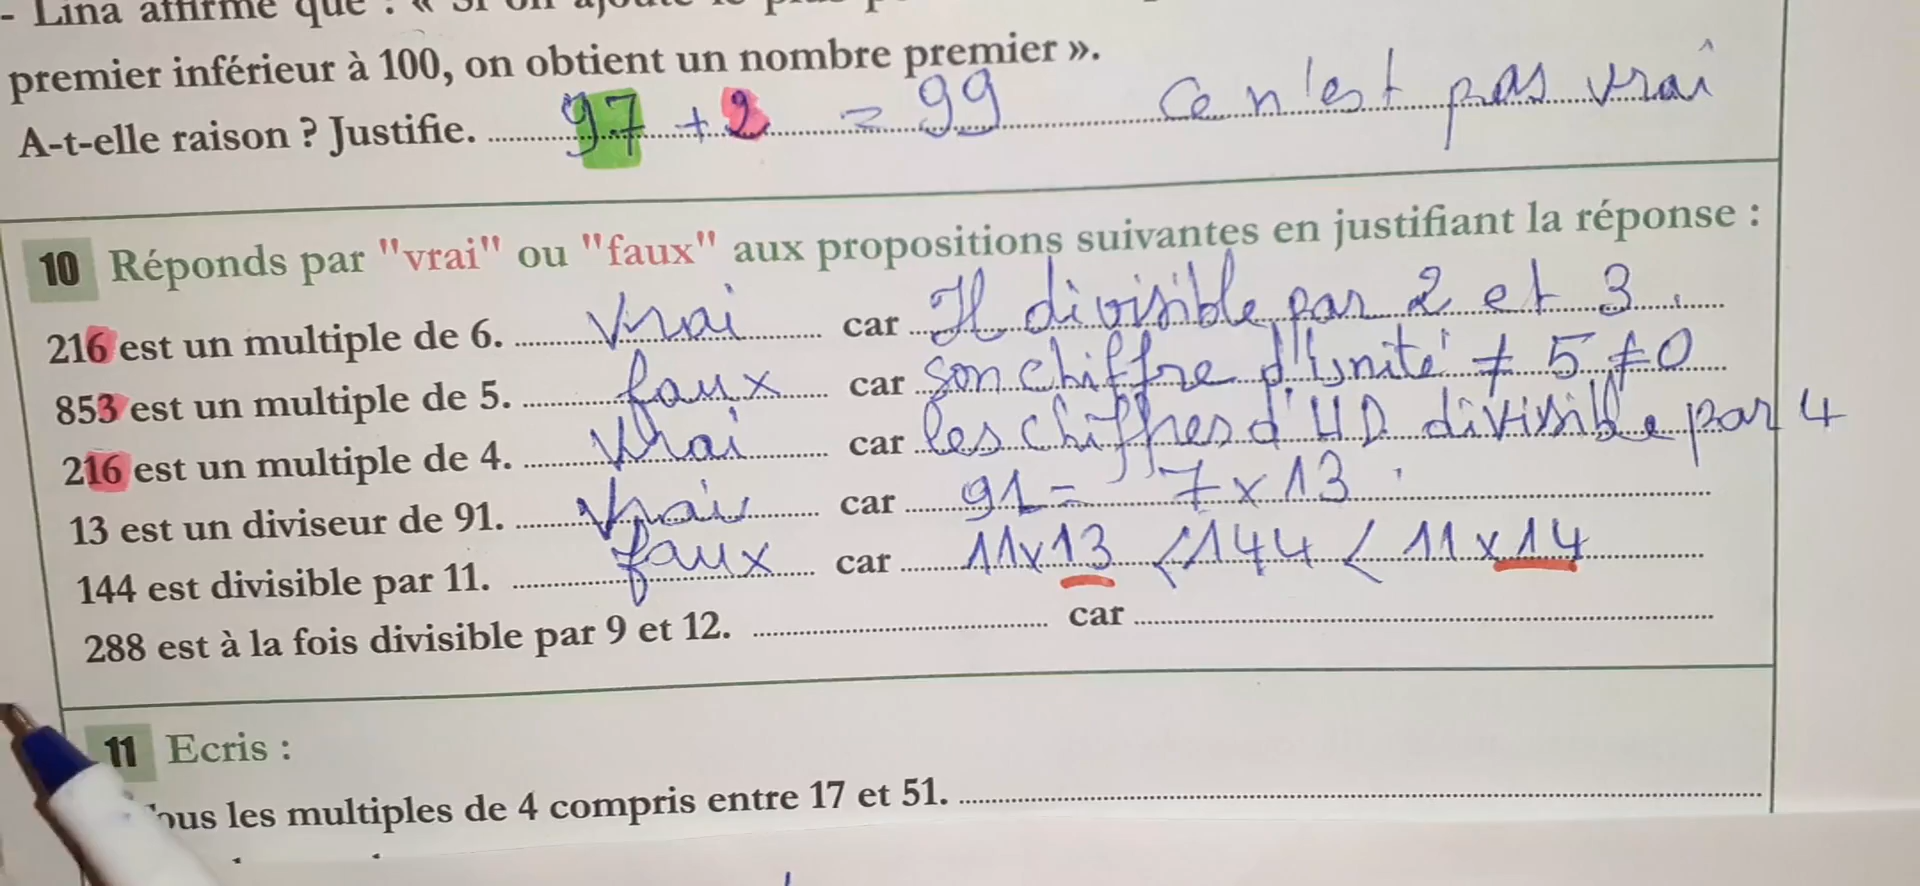 - Lina affirme que : « Si on ajoute le plus
premier inférieur à 100, on obtient un nombre premier ».
A-t-elle raison ? Justifie. 97 + 2 = 99 ce n'est pas vrai
10 Réponds par "vrai" ou "faux" aux propositions suivantes en justifiant la réponse :
216 est un multiple de 6. Vrai car Il divisible par 2 et 3
853 est un multiple de 5. faux car son chiffre d'unité ≠ 5 ≠ 0
216 est un multiple de 4. Vrai car les chiffres d'UD divisible par 4
13 est un diviseur de 91. Vrai car 91 = 7 x 13
144 est divisible par 11. faux car 11 x 13 < 144 < 11 x 14
288 est à la fois divisible par 9 et 12. car
11 Ecris :
ous les multiples de 4 compris entre 17 et 51.